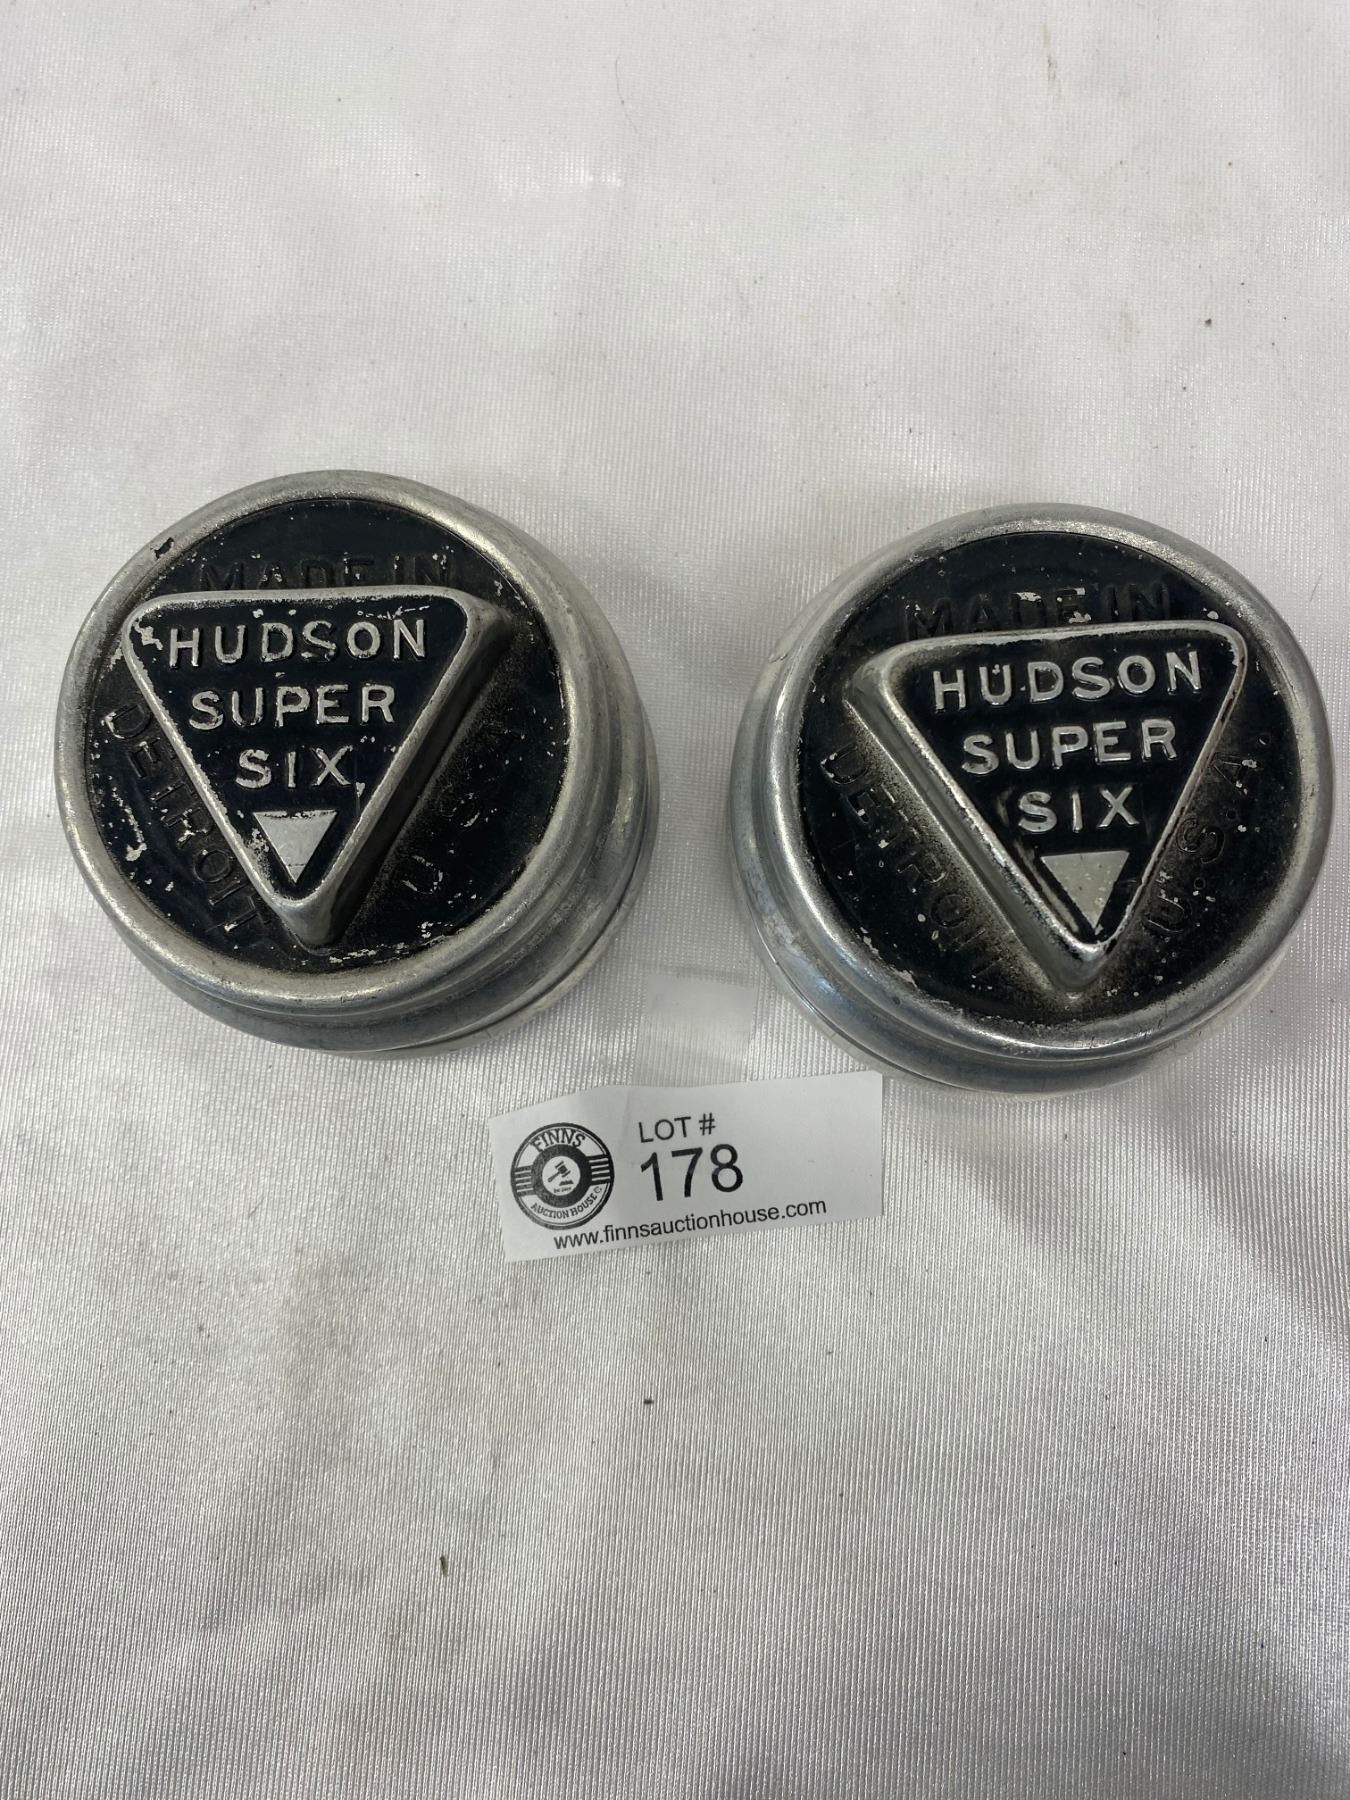 MADE IN
HUDSON
SUPER
SIX
DETROIT
U.S.A.
MADE IN
HUDSON
SUPER
SIX
DETROIT
U.S.A.
FINNS
AUCTION HOUSE
LOT #
178
www.finnsauctionhouse.com